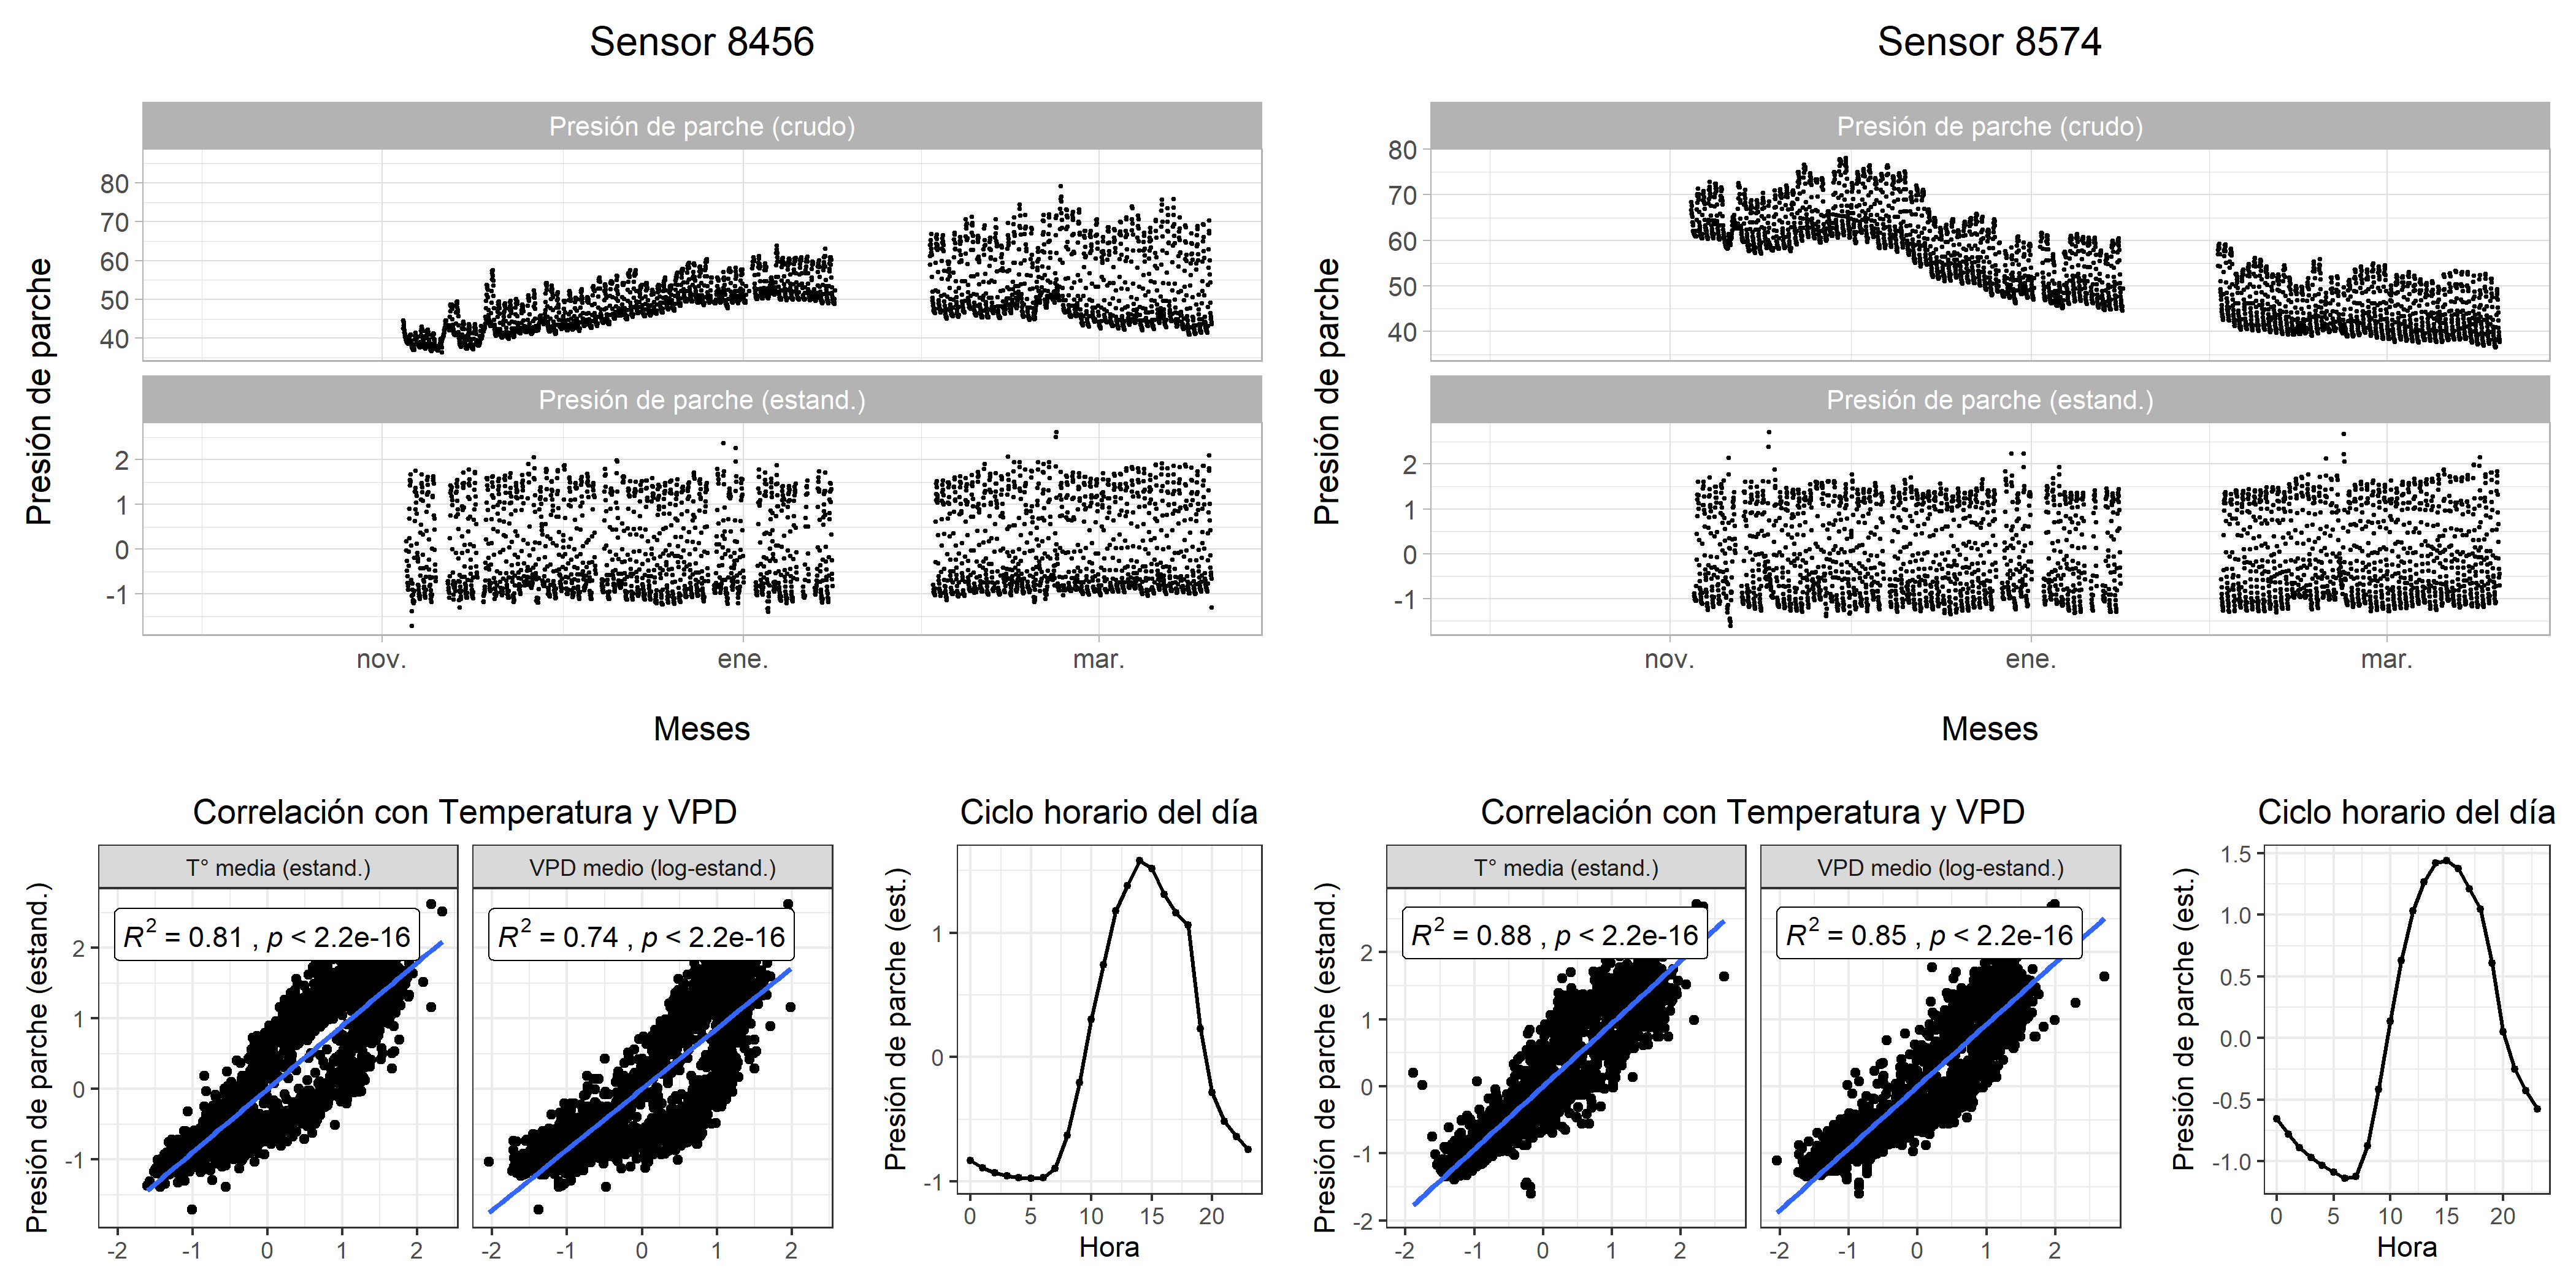 Sensor 8456
Presión de parche (crudo)
Presión de parche
80
70
60
50
40
Presión de parche (estand.)
2
1
0
-1
nov.
ene.
mar.
Meses
Correlación con Temperatura y VPD
T° media (estand.)
VPD medio (log-estand.)
Presión de parche (estand.)
R² = 0.81 , p < 2.2e-16
R² = 0.74 , p < 2.2e-16
2
1
0
-1
-2
-1
0
1
2
-2
-1
0
1
2
Ciclo horario del día
Presión de parche (est.)
1
0
-1
0
5
10
15
20
Hora
Sensor 8574
Presión de parche (crudo)
Presión de parche
80
70
60
50
40
Presión de parche (estand.)
2
1
0
-1
nov.
ene.
mar.
Meses
Correlación con Temperatura y VPD
T° media (estand.)
VPD medio (log-estand.)
Presión de parche (estand.)
R² = 0.88 , p < 2.2e-16
R² = 0.85 , p < 2.2e-16
2
1
0
-1
-2
-2
-1
0
1
2
-2
-1
0
1
2
Ciclo horario del día
Presión de parche (est.)
1.5
1.0
0.5
0.0
-0.5
-1.0
0
5
10
15
20
Hora